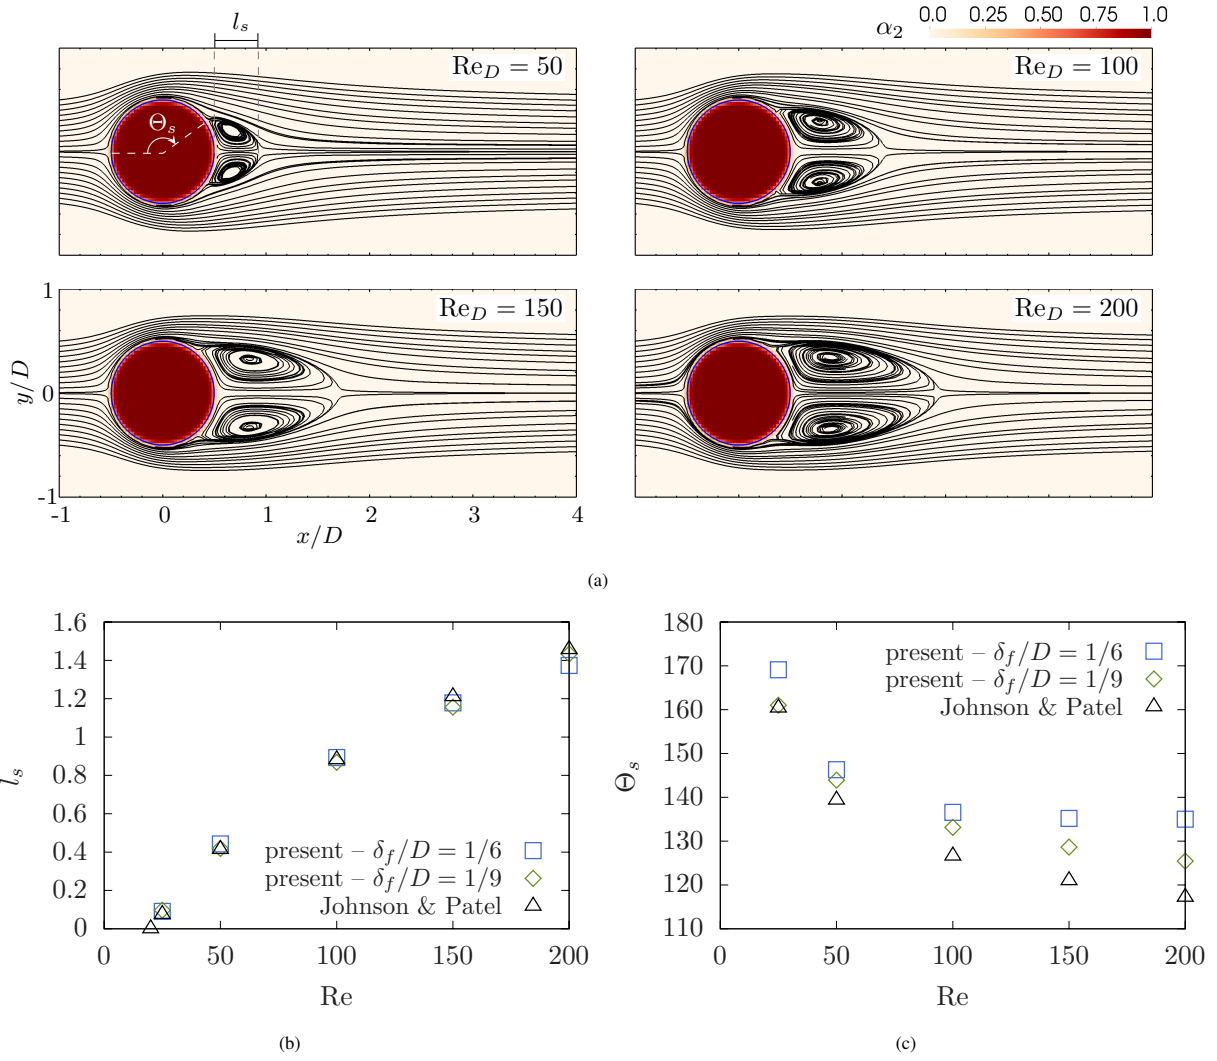 l_s
α_2 0.0 0.25 0.50 0.75 1.0
Re_D = 50
Θ_s
Re_D = 100
1
0
-1
y/D
Re_D = 150
-1 0 1 2 3 4
x/D
Re_D = 200
(a)
1.6
1.4
1.2
1
0.8
0.6
0.4
0.2
0
l_s
present – δ_f/D = 1/6
present – δ_f/D = 1/9
Johnson & Patel
0 50 100 150 200
Re
(b)
180
170
160
150
140
130
120
110
Θ_s
present – δ_f/D = 1/6
present – δ_f/D = 1/9
Johnson & Patel
0 50 100 150 200
Re
(c)